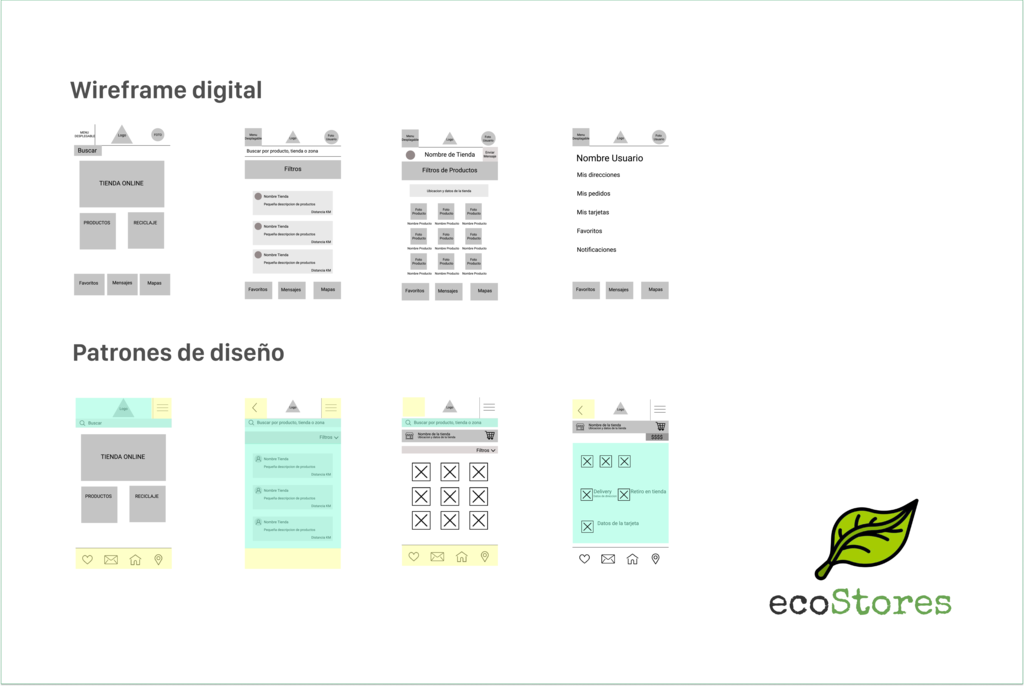 Wireframe digital
MENU
DESPLEGABLE
Logo
FOTO
Buscar
TIENDA ONLINE
PRODUCTOS
RECICLAJE
Favoritos
Mensajes
Mapas
Menu
Desplegable
Logo
Foto
Usuario
Buscar por producto, tienda o zona
Filtros
Nombre Tienda
Pequeña descripcion de productos
Distancia KM
Nombre Tienda
Pequeña descripcion de productos
Distancia KM
Nombre Tienda
Pequeña descripcion de productos
Distancia KM
Favoritos
Mensajes
Mapas
Menu
Desplegable
Logo
Foto
Usuario
Nombre de Tienda
Enviar
Mensaje
Filtros de Productos
Ubicacion y datos de la tienda
Foto
Producto
Foto
Producto
Foto
Producto
Nombre Producto
Nombre Producto
Nombre Producto
Foto
Producto
Foto
Producto
Foto
Producto
Nombre Producto
Nombre Producto
Nombre Producto
Foto
Producto
Foto
Producto
Foto
Producto
Nombre Producto
Nombre Producto
Nombre Producto
Favoritos
Mensajes
Mapas
Menu
Desplegable
Logo
Foto
Usuario
Nombre Usuario
Mis direcciones
Mis pedidos
Mis tarjetas
Favoritos
Notificaciones
Favoritos
Mensajes
Mapas
Patrones de diseño
Logo
Buscar
TIENDA ONLINE
PRODUCTOS
RECICLAJE
Logo
Buscar por producto, tienda o zona
Filtros
Nombre Tienda
Pequeña descripcion de productos
Distancia KM
Nombre Tienda
Pequeña descripcion de productos
Distancia KM
Nombre Tienda
Pequeña descripcion de productos
Distancia KM
Logo
Buscar por producto, tienda o zona
Nombre de la tienda
Ubicacion y datos de la tienda
Filtros
Logo
Nombre de la tienda
Ubicacion y datos de la tienda
$$$$
Delivery
Retiro en tienda
Datos de la tarjeta
ecoStores